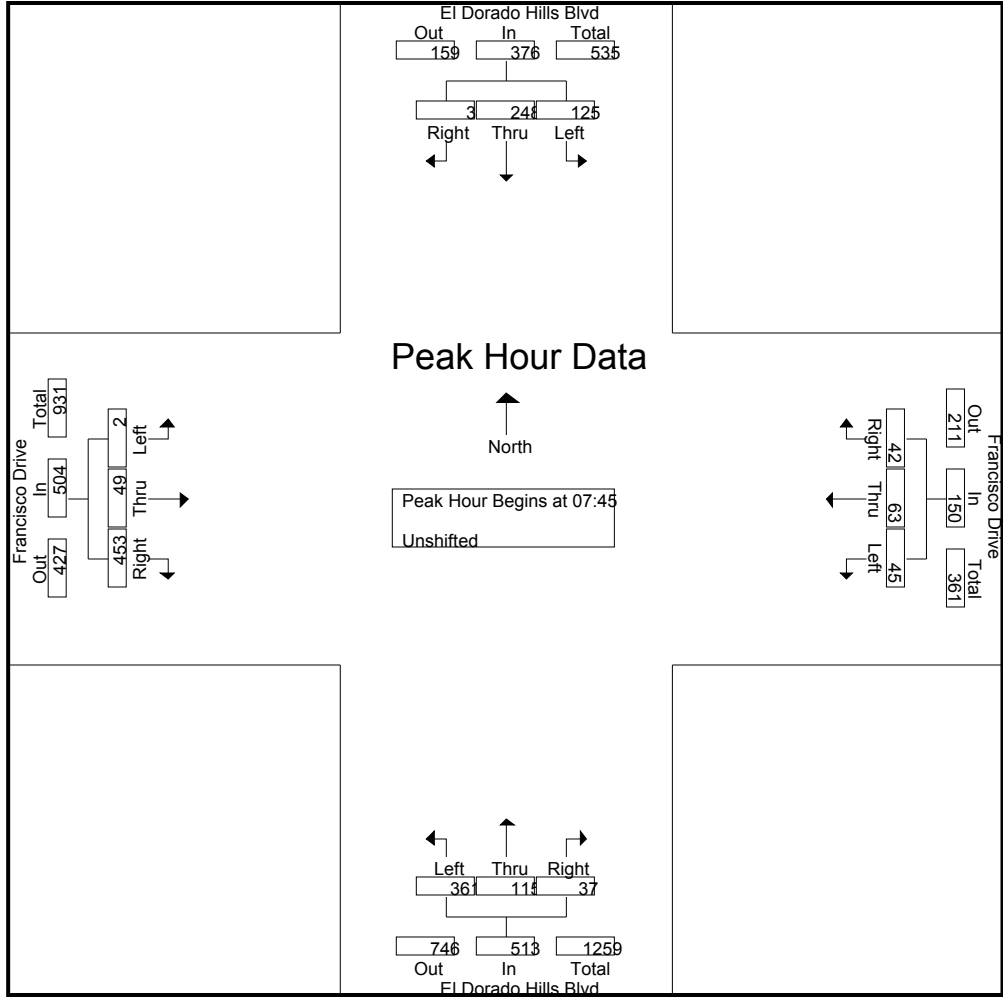 El Dorado Hills Blvd
Out In Total
159 376 535
3 248 125
Right Thru Left
Peak Hour Data
North
Peak Hour Begins at 07:45
Unshifted
Francisco Drive
Total In Out
931 504 427
2 49 453
Left Thru Right
Francisco Drive
Out In Total
211 150 361
42 63 45
Right Thru Left
Left Thru Right
361 115 37
746 513 1259
Out In Total
El Dorado Hills Blvd